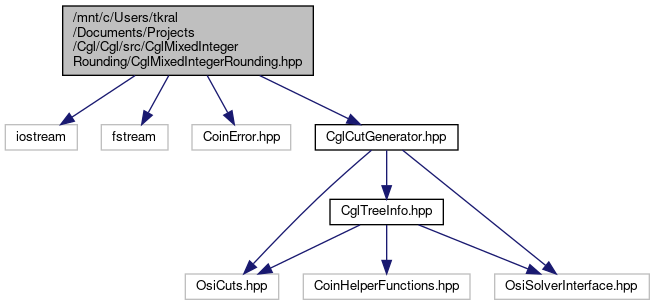 /mnt/c/Users/tkral
/Documents/Projects
/Cgl/Cgl/src/CglMixedInteger
Rounding/CglMixedIntegerRounding.hpp
iostream
fstream
CoinError.hpp
CglCutGenerator.hpp
CglTreeInfo.hpp
OsiCuts.hpp
CoinHelperFunctions.hpp
OsiSolverInterface.hpp